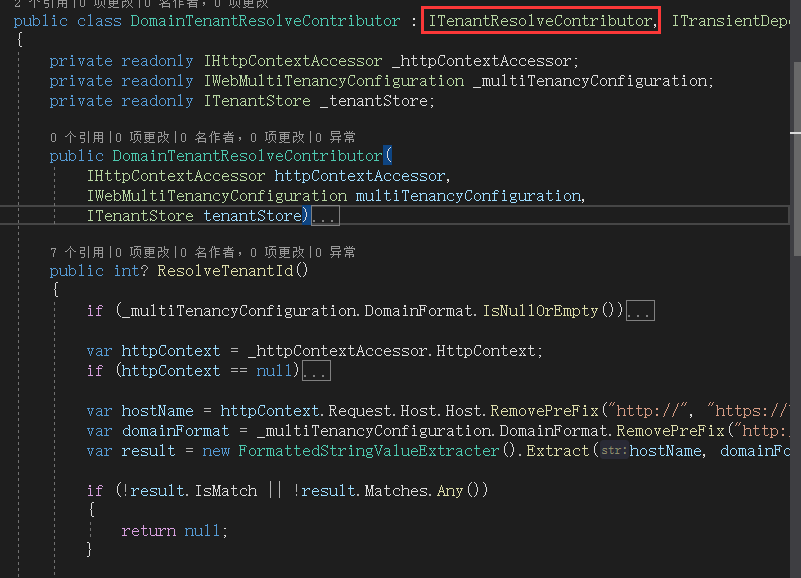 2 个引用|0 项更改|0 名作者，0 项更改
public class DomainTenantResolveContributor : ITenantResolveContributor, ITransientDepe
{
private readonly IHttpContextAccessor _httpContextAccessor;
private readonly IWebMultiTenancyConfiguration _multiTenancyConfiguration;
private readonly ITenantStore _tenantStore;
0 个引用|0 项更改|0 名作者，0 项更改|0 异常
public DomainTenantResolveContributor(
IHttpContextAccessor httpContextAccessor,
IWebMultiTenancyConfiguration multiTenancyConfiguration,
ITenantStore tenantStore)...
7 个引用|0 项更改|0 名作者，0 项更改|0 异常
public int? ResolveTenantId()
{
if (_multiTenancyConfiguration.DomainFormat.IsNullOrEmpty())...
var httpContext = _httpContextAccessor.HttpContext;
if (httpContext == null)...
var hostName = httpContext.Request.Host.Host.RemovePreFix("http://", "https://
var domainFormat = _multiTenancyConfiguration.DomainFormat.RemovePreFix("http:
var result = new FormattedStringValueExtracter().Extract(str:hostName, domainFo
if (!result.IsMatch || !result.Matches.Any())
{
return null;
}